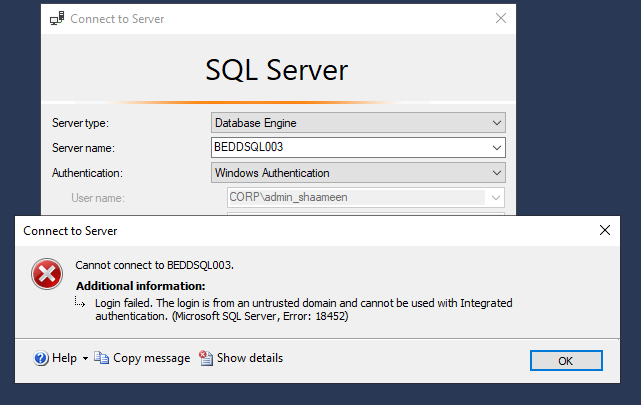 Connect to Server
SQL Server
Server type: Database Engine
Server name: BEDDSQL003
Authentication: Windows Authentication
User name: CORP\admin_shaameen
Connect to Server
Cannot connect to BEDDSQL003.
Additional information:
Login failed. The login is from an untrusted domain and cannot be used with Integrated
authentication. (Microsoft SQL Server, Error: 18452)
Help Copy message Show details OK